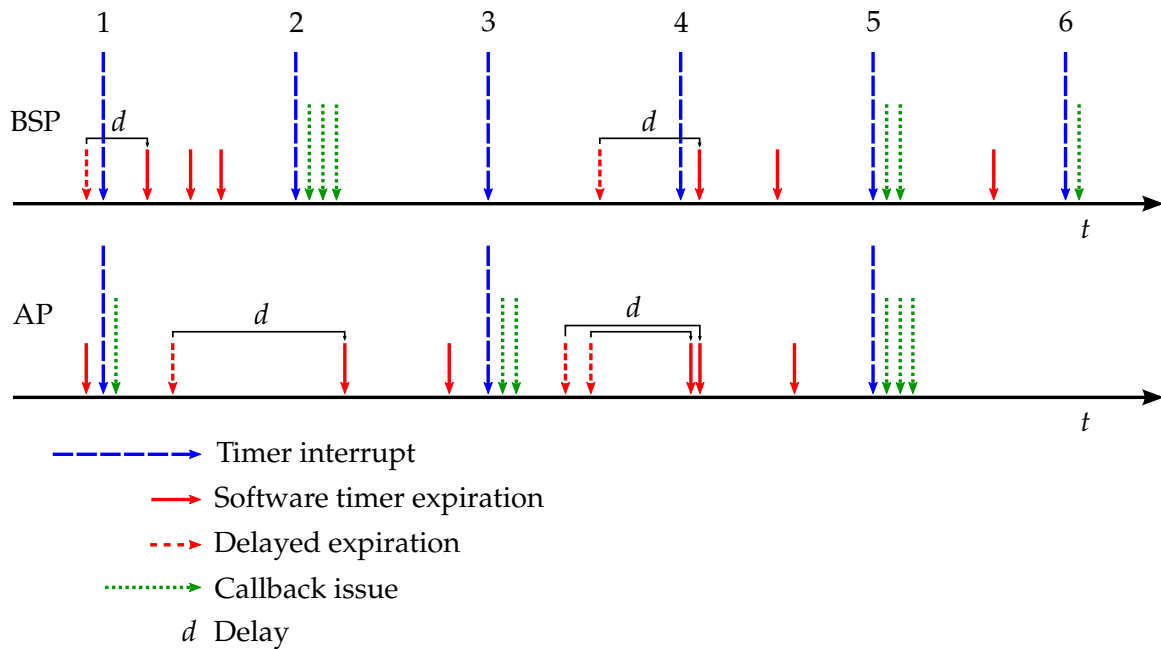 1 2 3 4 5 6
BSP d d
t
AP d d
t
Timer interrupt
Software timer expiration
Delayed expiration
Callback issue
d Delay